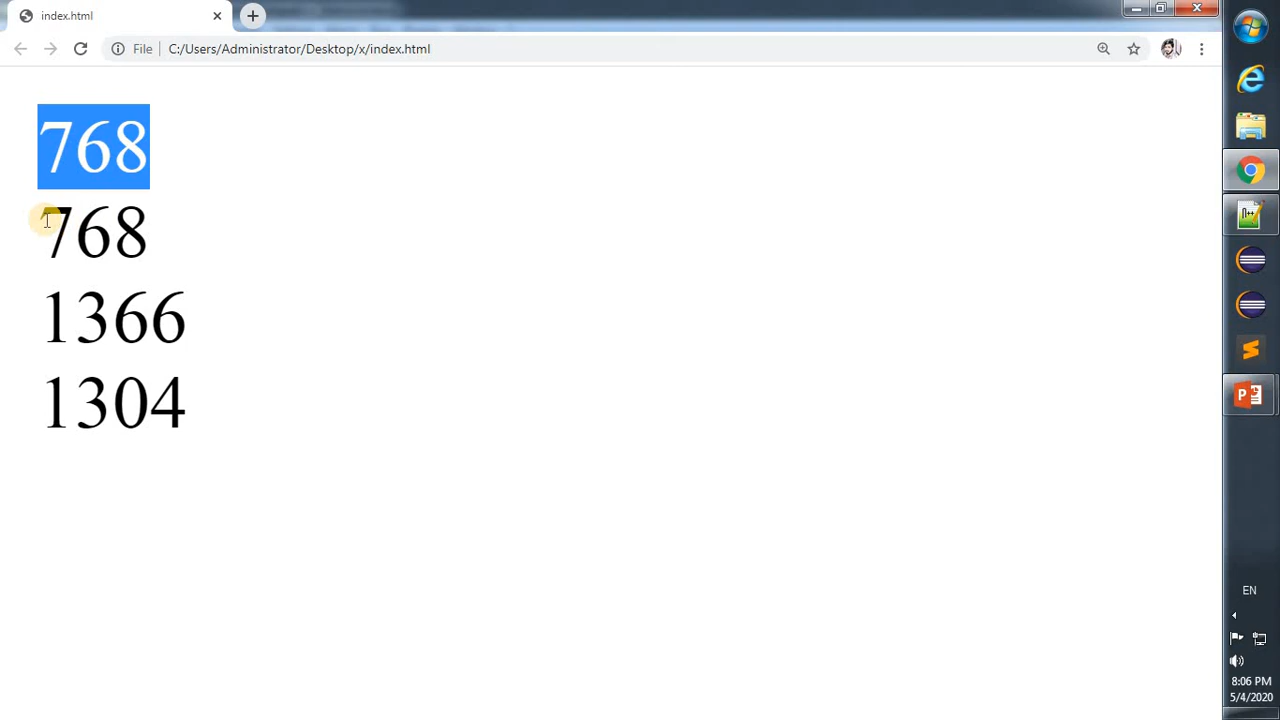 index.html
File
C:/Users/Administrator/Desktop/x/index.html
768
768
1366
1304
EN
8:06 PM
5/4/2020